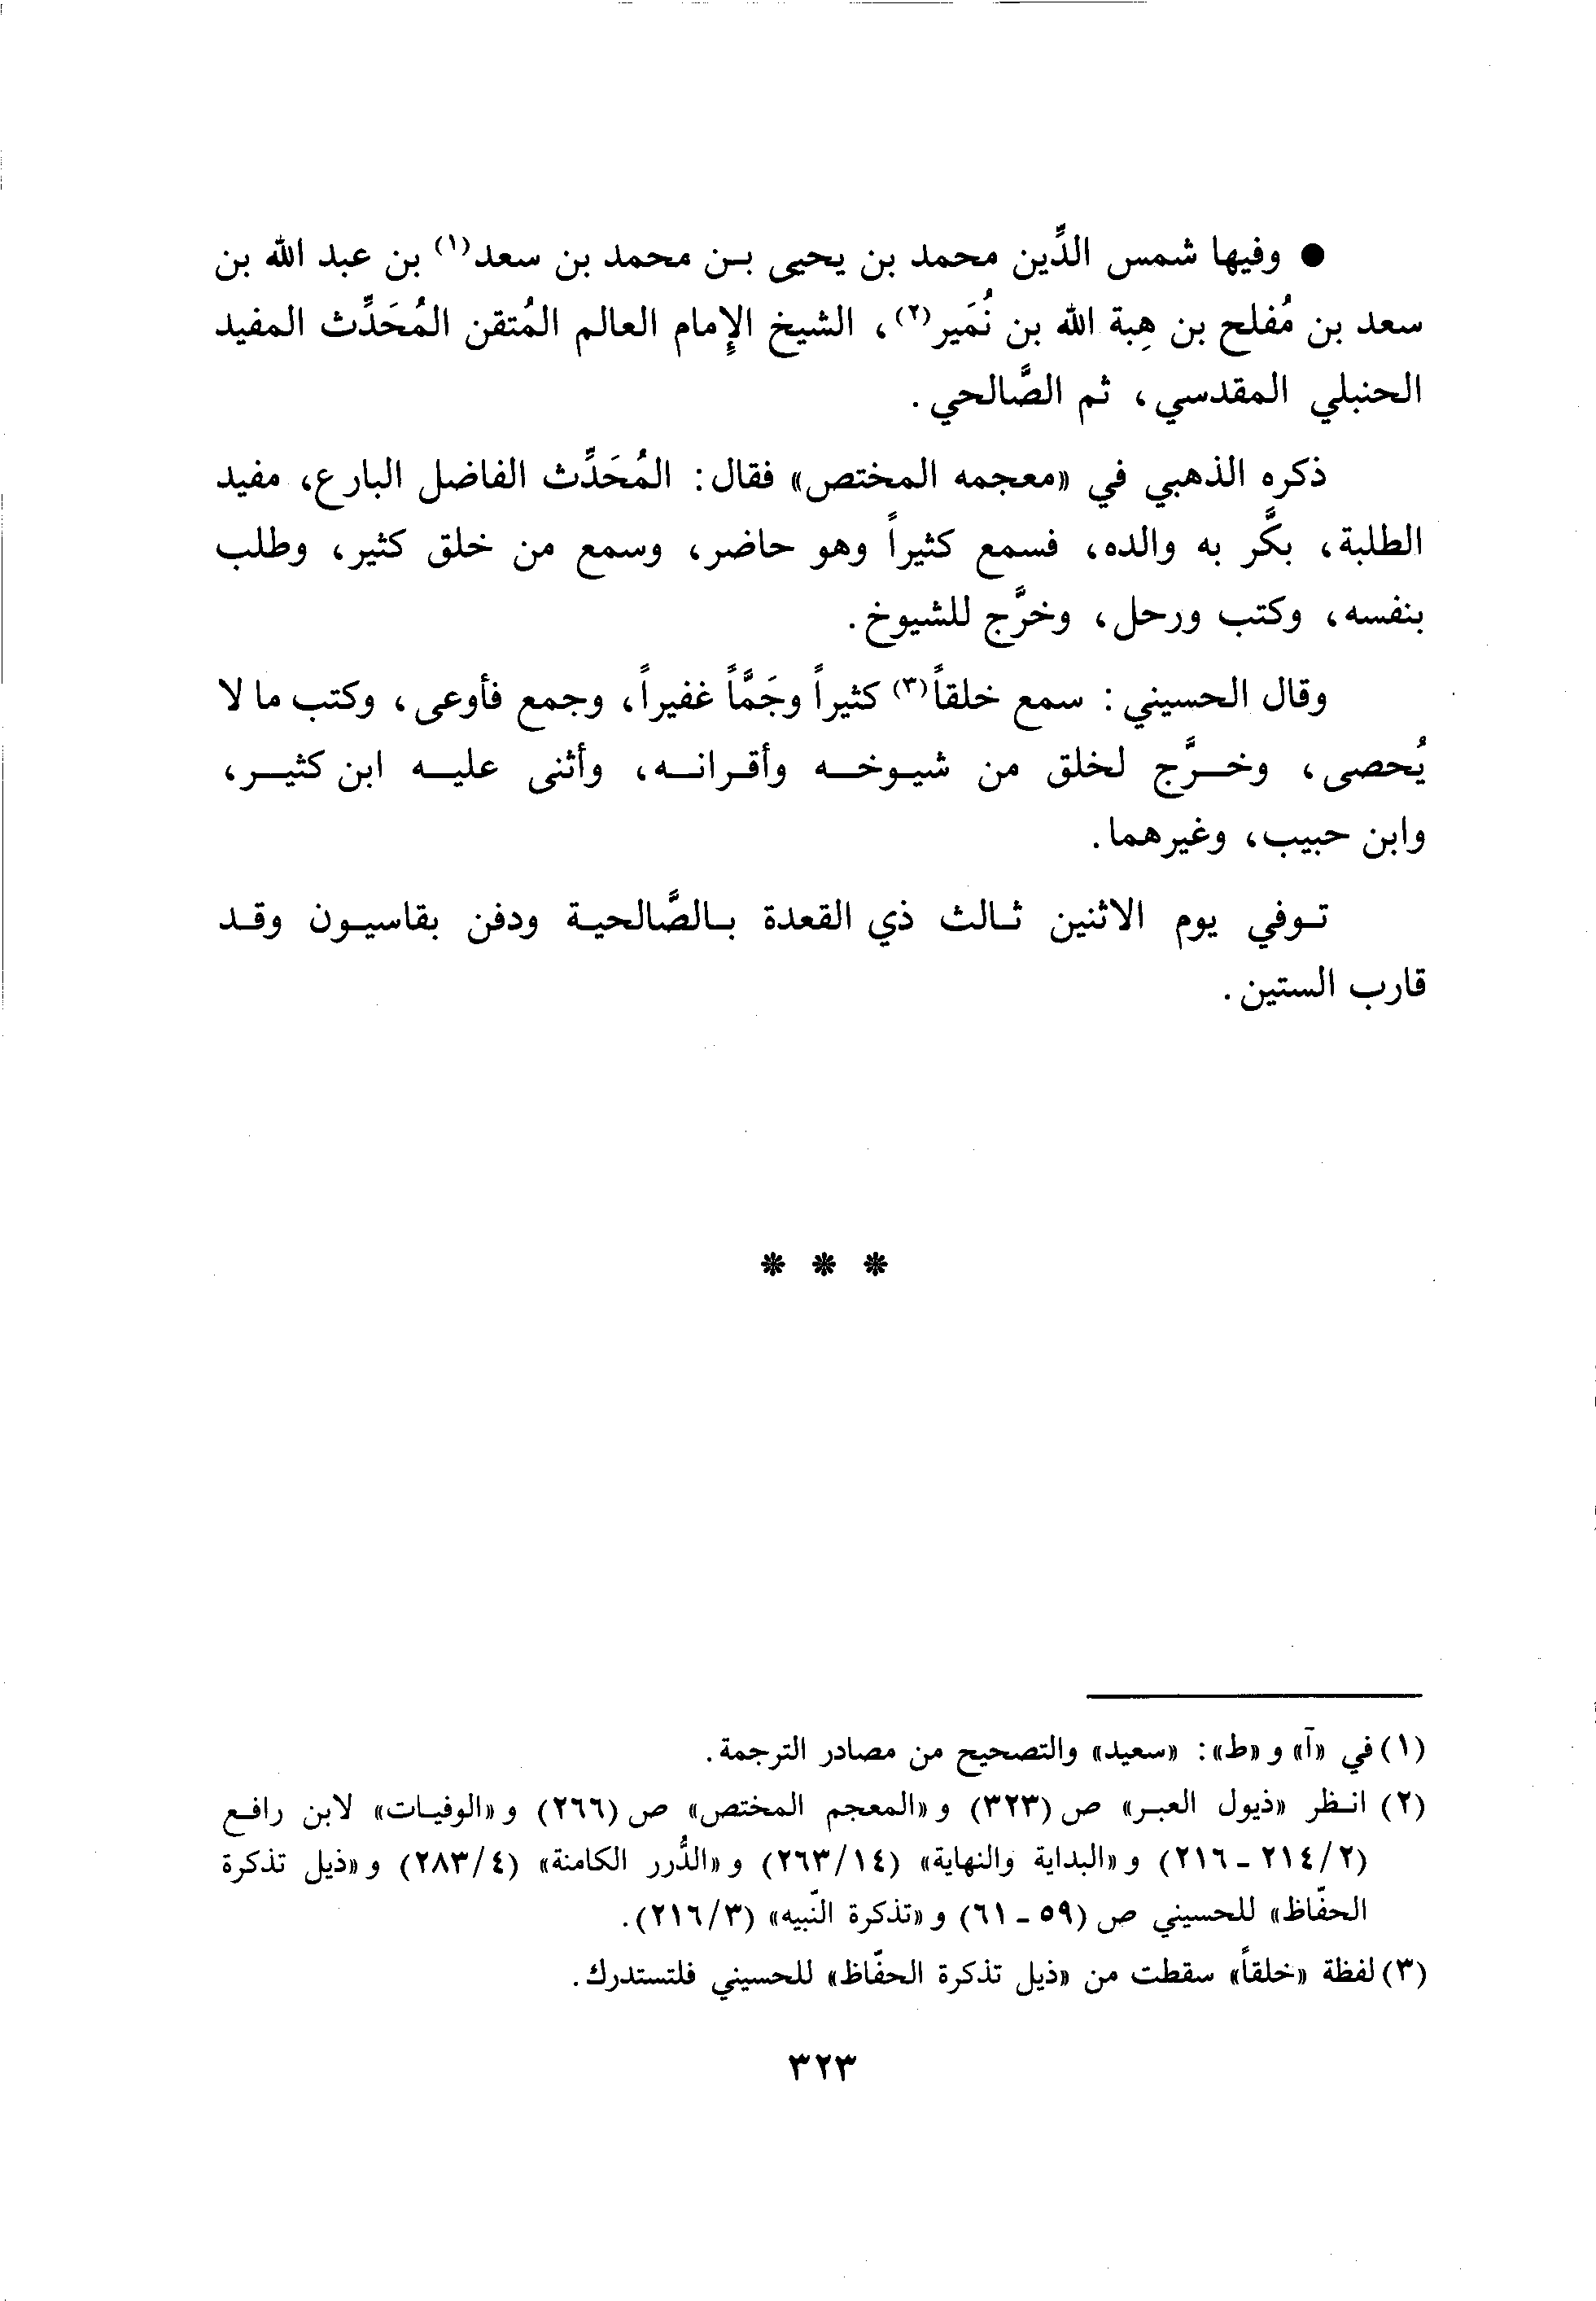 ● وفيها شمس الدِّين محمد بن يحيى بن محمد بن سعد(١) بن عبد الله بن
سعد بن مُفلح بن هِبة الله بن نُمَير(٢)، الشيخ الإِمام العالم المُتقن المُحَدِّث المفيد
الحنبلي المقدسي، ثم الصَّالحي.
ذكره الذهبي في «معجمه المختص» فقال: المُحَدِّث الفاضل البارع، مفيد
الطلبة، بكَّر به والده، فسمع كثيراً وهو حاضر، وسمع من خلق كثير، وطلب
بنفسه، وكتب ورحل، وخرَّج للشيوخ.
وقال الحسيني: سمع خلقاً(٣) كثيراً وجَمَّاً غفيراً، وجمع فأوعى، وكتب ما لا
يُحصى، وخرَّج لخلق من شيوخه وأقرانه، وأثنى عليه ابن كثير،
وابن حبيب، وغيرهما.
توفي يوم الاثنين ثالث ذي القعدة بالصَّالحية ودفن بقاسيون وقد
قارب الستين.
* * *
(١) في «آ» و «ط»: «سعيد» والتصحيح من مصادر الترجمة.
(٢) انظر «ذيول العبر» ص (٣٢٣) و «المعجم المختص» ص (٢٦٦) و «الوفيات» لابن رافع
(٢/٢١٤ - ٢١٦) و «البداية والنهاية» (١٤/٢٦٣) و «الدُّرر الكامنة» (٤/٢٨٣) و «ذيل تذكرة
الحفّاظ» للحسيني ص (٥٩ - ٦١) و «تذكرة النّبيه» (٣/٢١٦).
(٣) لفظة «خلقاً» سقطت من «ذيل تذكرة الحفّاظ» للحسيني فلتستدرك.
٣٢٣